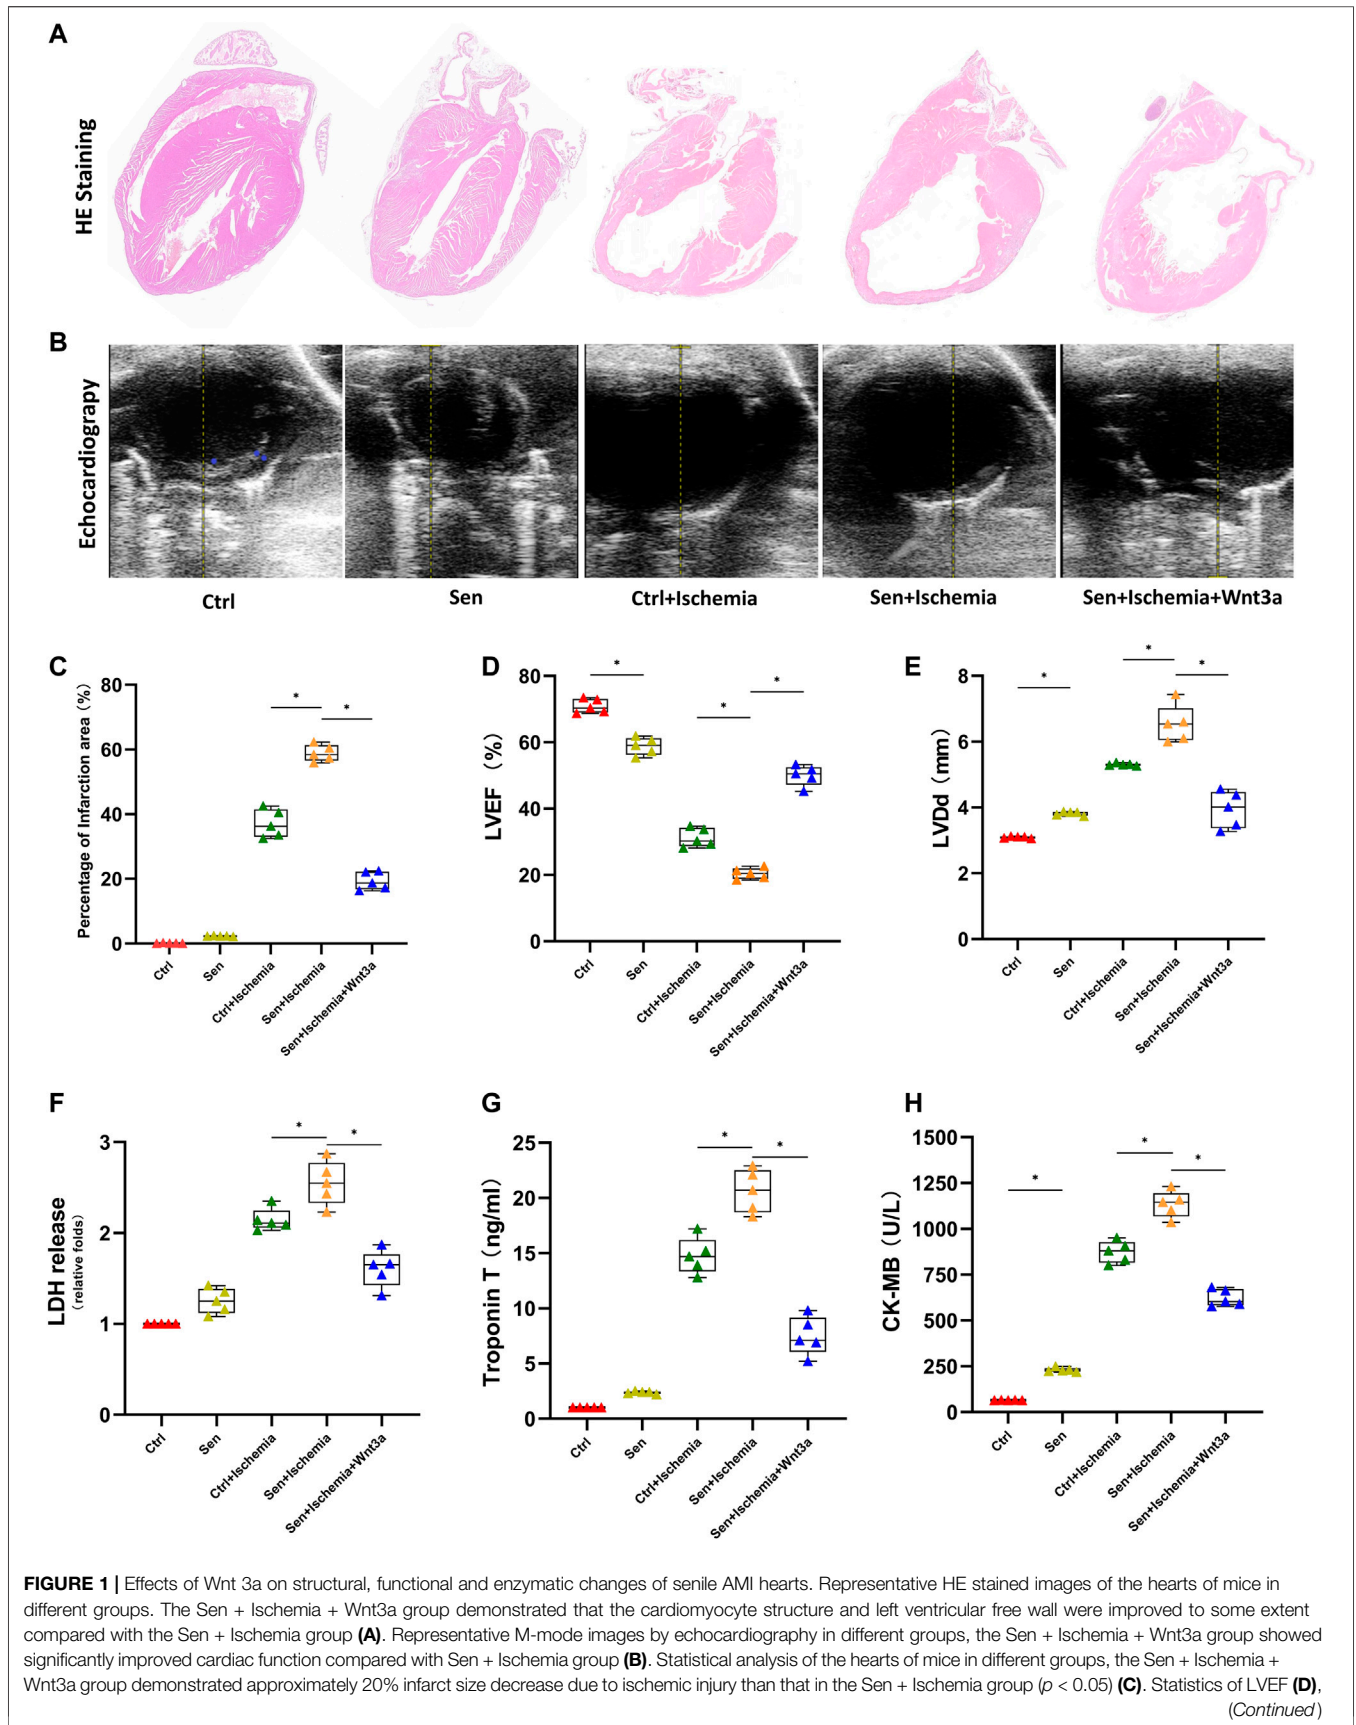 A
HE Staining
B
Echocardiograpy
Ctrl
Sen
Ctrl+Ischemia
Sen+Ischemia
Sen+Ischemia+Wnt3a
C
Percentage of Infarction area (%)
80
60
40
20
0
*
*
Ctrl
Sen
Ctrl+Ischemia
Sen+Ischemia
Sen+Ischemia+Wnt3a
D
LVEF (%)
80
60
40
20
0
*
*
*
Ctrl
Sen
Ctrl+Ischemia
Sen+Ischemia
Sen+Ischemia+Wnt3a
E
LVDd (mm)
8
6
4
2
0
*
*
*
Ctrl
Sen
Ctrl+Ischemia
Sen+Ischemia
Sen+Ischemia+Wnt3a
F
LDH release
(relative folds)
3
2
1
0
*
*
Ctrl
Sen
Ctrl+Ischemia
Sen+Ischemia
Sen+Ischemia+Wnt3a
G
Troponin T (ng/ml)
25
20
15
10
5
0
*
*
Ctrl
Sen
Ctrl+Ischemia
Sen+Ischemia
Sen+Ischemia+Wnt3a
H
CK-MB (U/L)
1500
1250
1000
750
500
250
0
*
*
*
Ctrl
Sen
Ctrl+Ischemia
Sen+Ischemia
Sen+Ischemia+Wnt3a
FIGURE 1 | Effects of Wnt 3a on structural, functional and enzymatic changes of senile AMI hearts. Representative HE stained images of the hearts of mice in
different groups. The Sen + Ischemia + Wnt3a group demonstrated that the cardiomyocyte structure and left ventricular free wall were improved to some extent
compared with the Sen + Ischemia group (A). Representative M-mode images by echocardiography in different groups, the Sen + Ischemia + Wnt3a group showed
significantly improved cardiac function compared with Sen + Ischemia group (B). Statistical analysis of the hearts of mice in different groups, the Sen + Ischemia +
Wnt3a group demonstrated approximately 20% infarct size decrease due to ischemic injury than that in the Sen + Ischemia group (p < 0.05) (C). Statistics of LVEF (D),
(Continued)